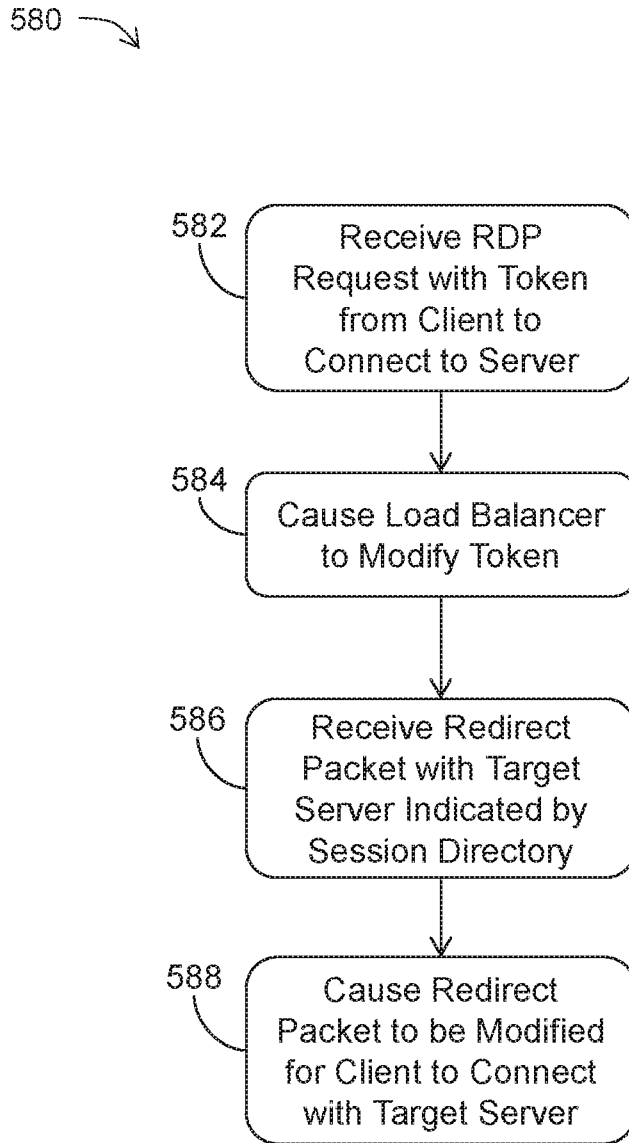 580
582
Receive RDP
Request with Token
from Client to
Connect to Server
584
Cause Load Balancer
to Modify Token
586
Receive Redirect
Packet with Target
Server Indicated by
Session Directory
588
Cause Redirect
Packet to be Modified
for Client to Connect
with Target Server